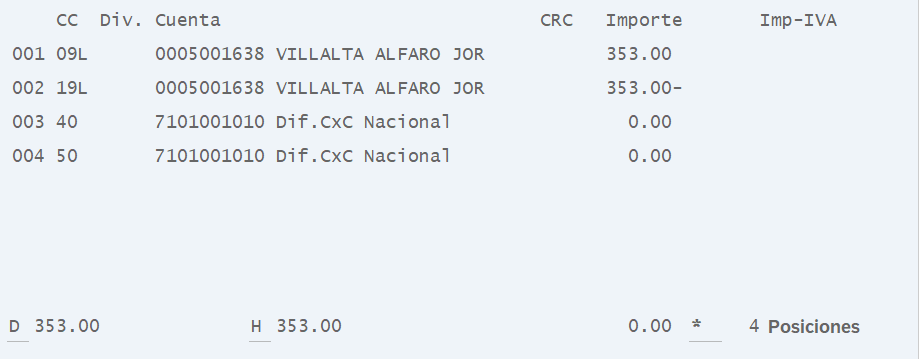 CC Div. Cuenta CRC Importe Imp-IVA
001 09L 0005001638 VILLALTA ALFARO JOR 353.00
002 19L 0005001638 VILLALTA ALFARO JOR 353.00-
003 40 7101001010 Dif.CxC Nacional 0.00
004 50 7101001010 Dif.CxC Nacional 0.00
D 353.00 H 353.00 0.00 * 4 Posiciones